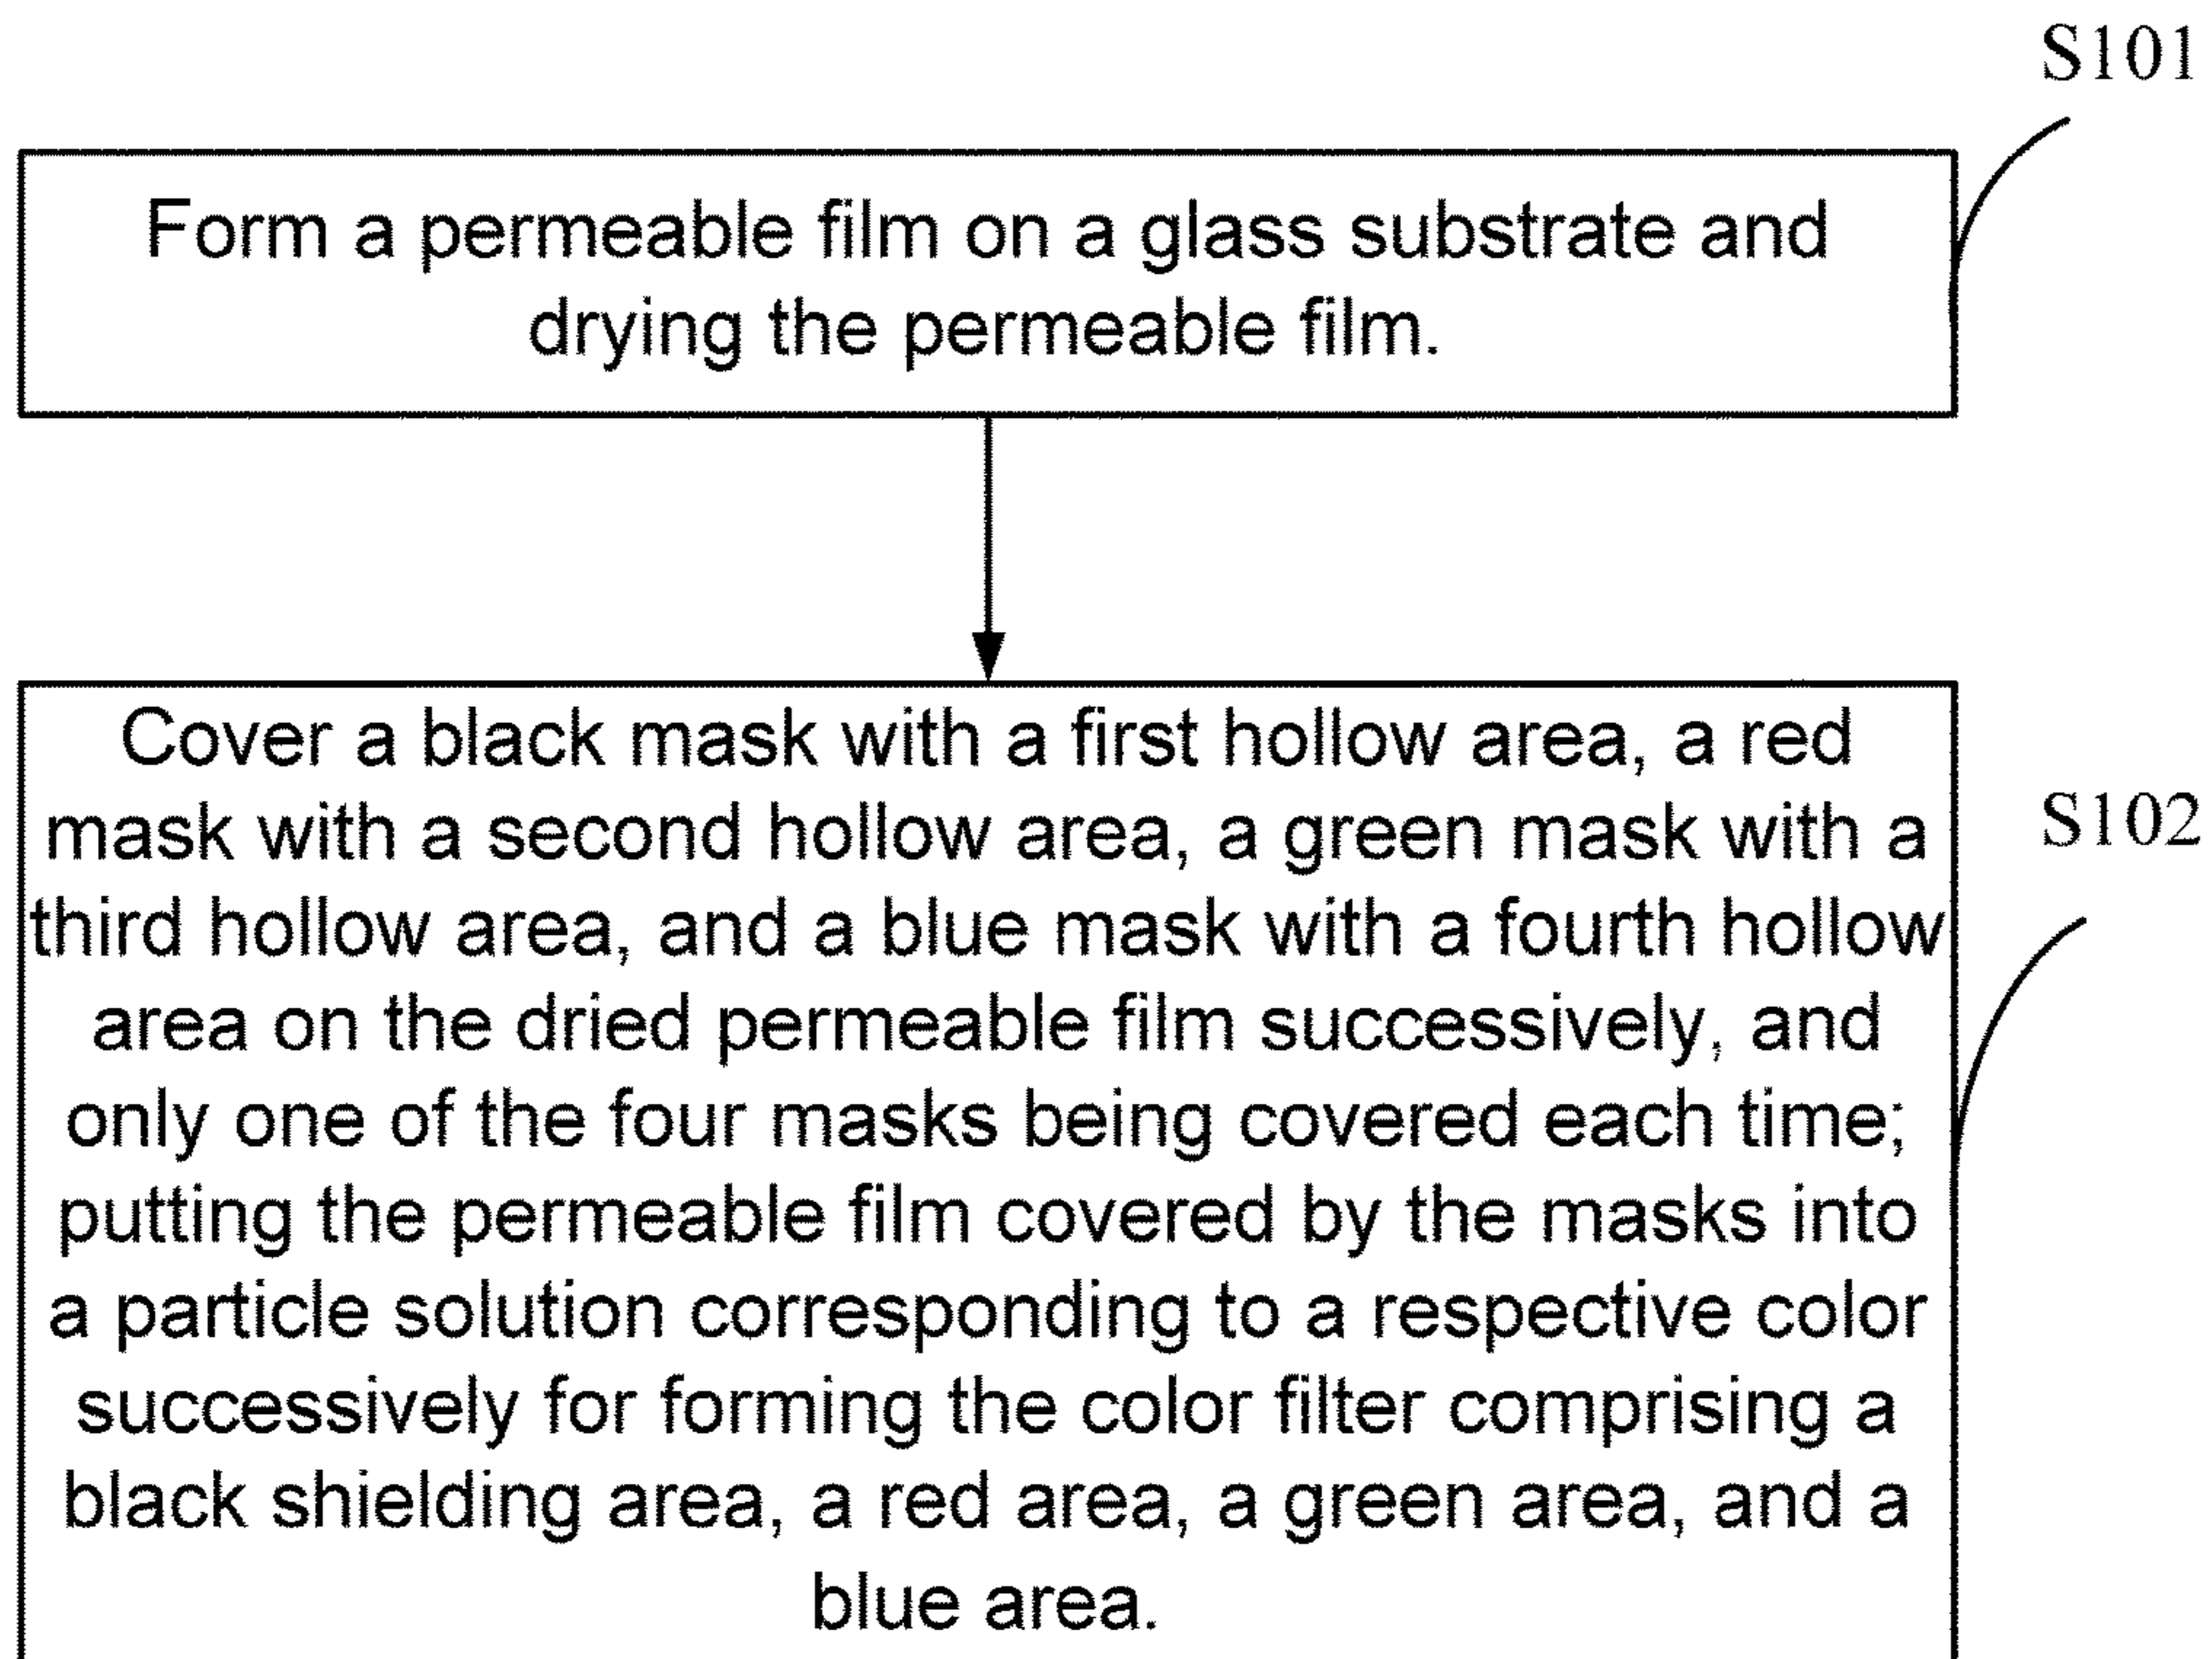 S101
Form a permeable film on a glass substrate and
drying the permeable film.
Cover a black mask with a first hollow area, a red
mask with a second hollow area, a green mask with a
third hollow area, and a blue mask with a fourth hollow
area on the dried permeable film successively, and
only one of the four masks being covered each time;
putting the permeable film covered by the masks into
a particle solution corresponding to a respective color
successively for forming the color filter comprising a
black shielding area, a red area, a green area, and a
blue area.
S102